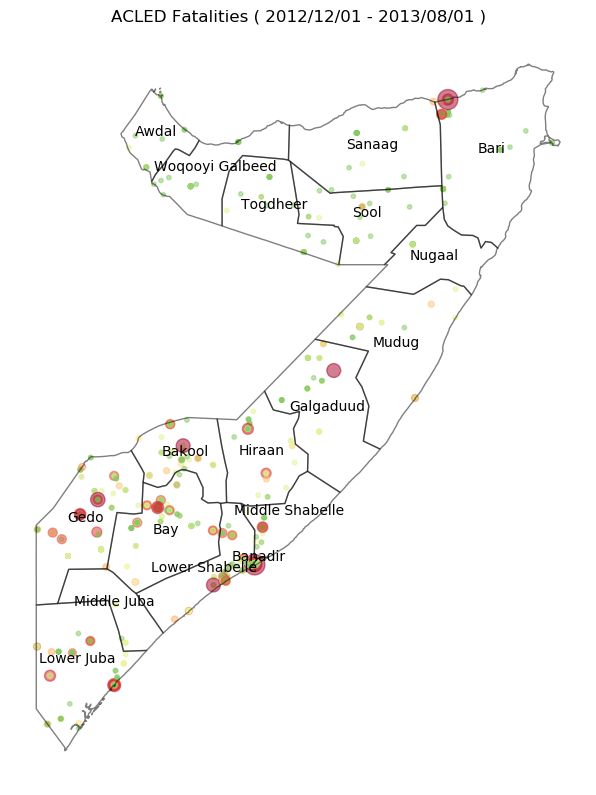 ACLED Fatalities ( 2012/12/01 - 2013/08/01 )
Awdal
Woqooyi Galbeed
Sanaag
Bari
Togdheer
Sool
Nugaal
Mudug
Galgaduud
Bakool
Hiraan
Gedo
Middle Shabelle
Bay
Banadir
Lower Shabelle
Middle Juba
Lower Juba